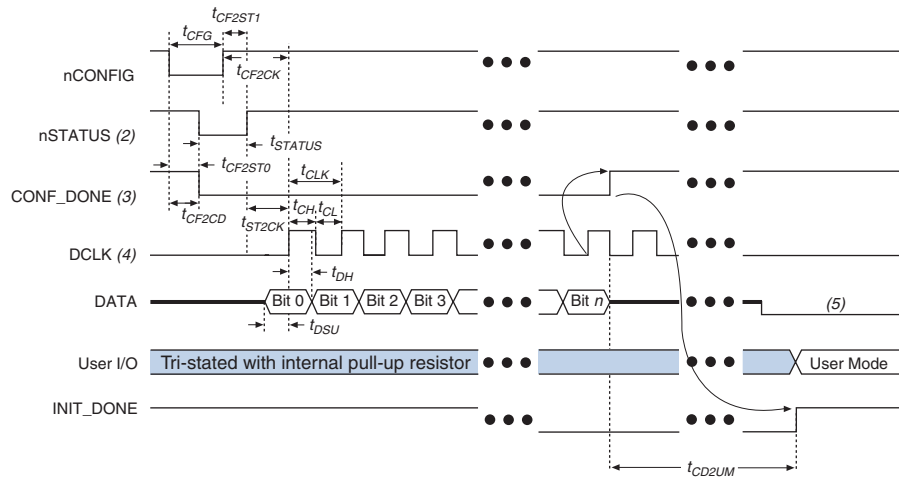 tCF2ST1
tCFG
nCONFIG
tCF2CK
nSTATUS (2)
tSTATUS
tCF2ST0
tCLK
CONF_DONE (3)
tCF2CD
tST2CK
tCH
tCL
DCLK (4)
tDH
DATA
Bit 0
Bit 1
Bit 2
Bit 3
Bit n
(5)
tDSU
User I/O
Tri-stated with internal pull-up resistor
User Mode
INIT_DONE
tCD2UM